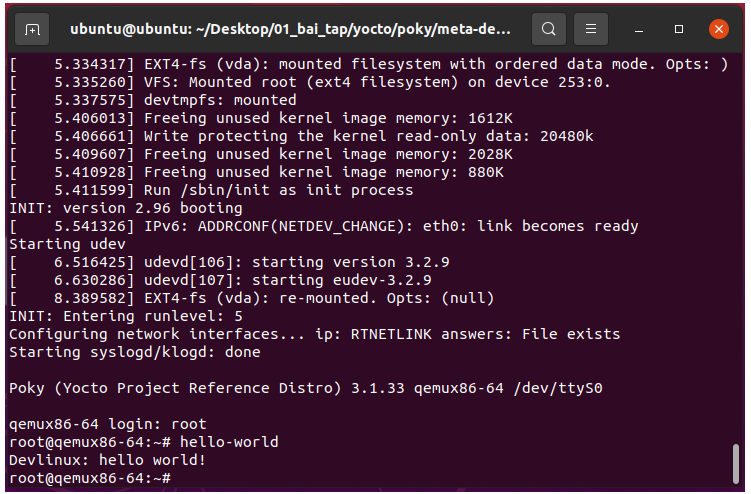 ubuntu@ubuntu: ~/Desktop/01_bai_tap/yocto/poky/meta-de...
[    5.334317] EXT4-fs (vda): mounted filesystem with ordered data mode. Opts: )
[    5.335260] VFS: Mounted root (ext4 filesystem) on device 253:0.
[    5.337575] devtmpfs: mounted
[    5.406013] Freeing unused kernel image memory: 1612K
[    5.406661] Write protecting the kernel read-only data: 20480k
[    5.409607] Freeing unused kernel image memory: 2028K
[    5.410928] Freeing unused kernel image memory: 880K
[    5.411599] Run /sbin/init as init process
INIT: version 2.96 booting
[    5.541326] IPv6: ADDRCONF(NETDEV_CHANGE): eth0: link becomes ready
Starting udev
[    6.516425] udevd[106]: starting version 3.2.9
[    6.630286] udevd[107]: starting eudev-3.2.9
[    8.389582] EXT4-fs (vda): re-mounted. Opts: (null)
INIT: Entering runlevel: 5
Configuring network interfaces... ip: RTNETLINK answers: File exists
Starting syslogd/klogd: done
Poky (Yocto Project Reference Distro) 3.1.33 qemux86-64 /dev/ttyS0
qemux86-64 login: root
root@qemux86-64:~# hello-world
Devlinux: hello world!
root@qemux86-64:~#